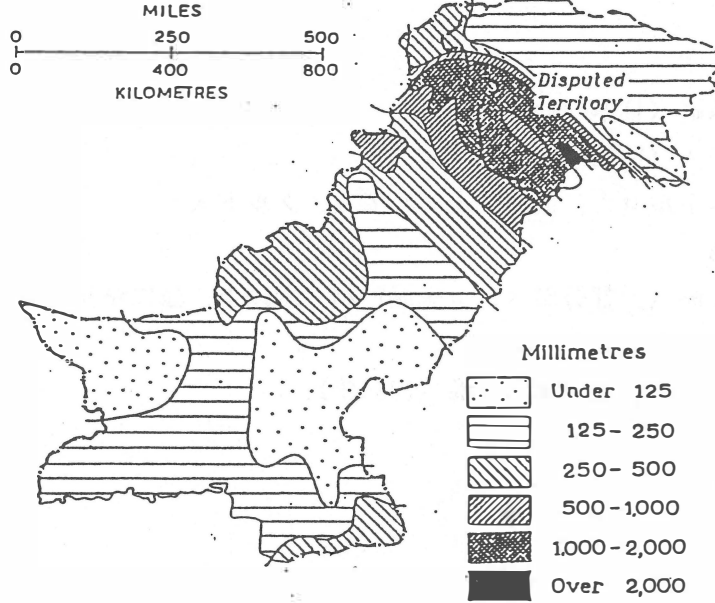 MILES
0 250 500
0 400 800
KILOMETRES
Disputed
Territory
Millimetres
Under 125
125-250
250-500
500-1,000
1,000-2,000
Over 2,000